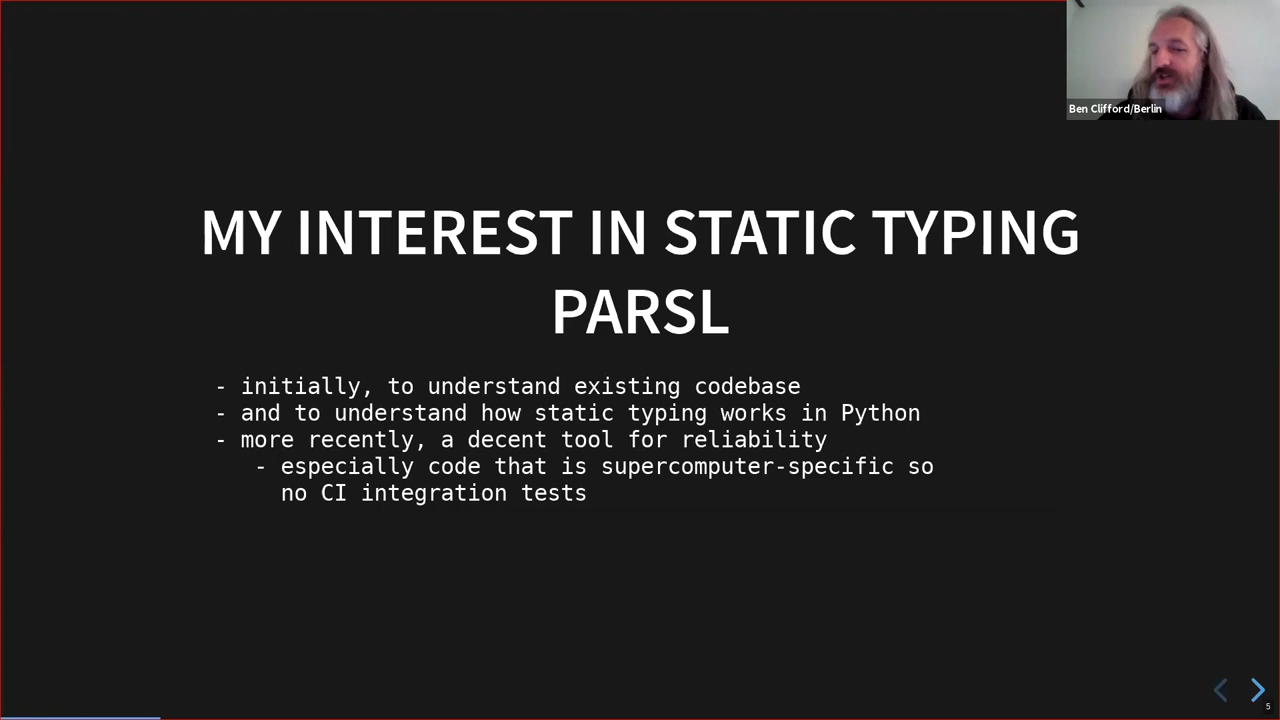 Ben Clifford/Berlin
MY INTEREST IN STATIC TYPING
PARSL
- initially, to understand existing codebase
- and to understand how static typing works in Python
- more recently, a decent tool for reliability
- especially code that is supercomputer-specific so
no CI integration tests
5